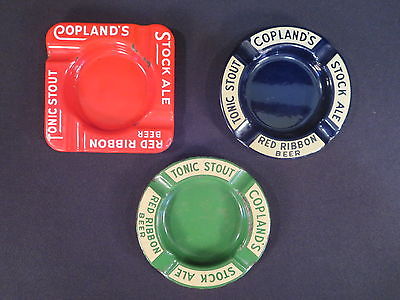 COPLAND'S
STOCK ALE
RED RIBBON
BEER
TONIC STOUT
COPLAND'S
STOCK ALE
RED RIBBON
BEER
TONIC STOUT
TONIC STOUT
COPLAND'S
STOCK ALE
RED RIBBON
BEER